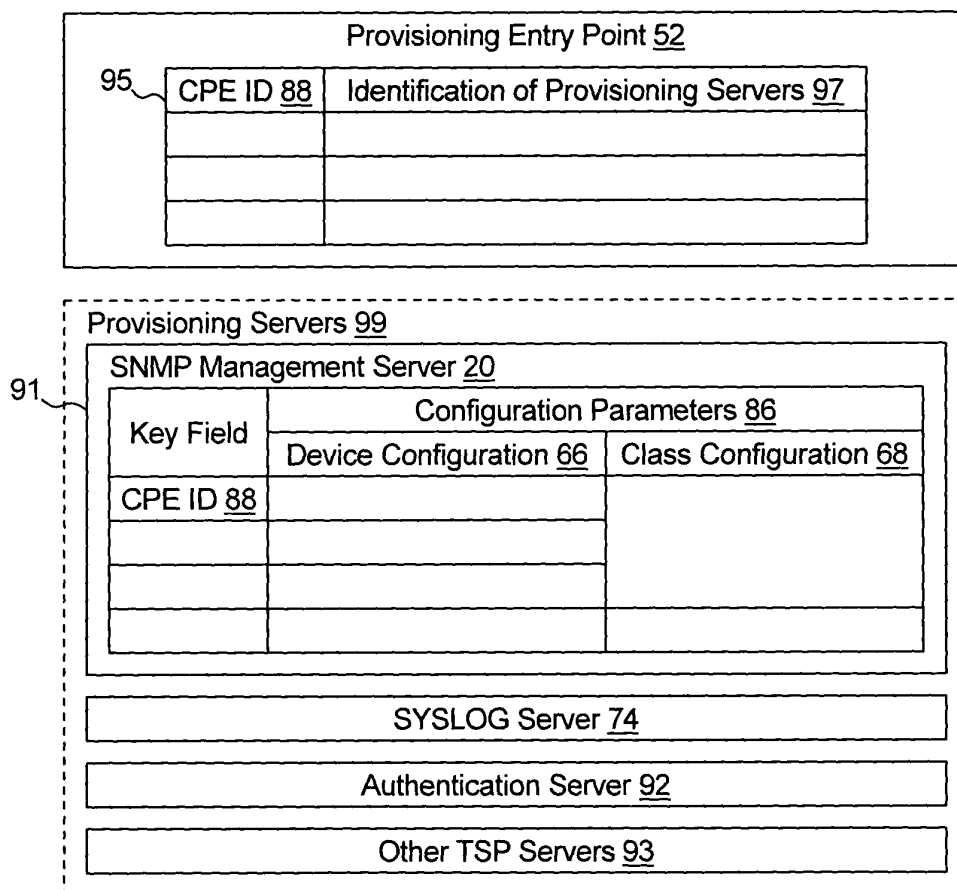 Provisioning Entry Point 52
95
CPE ID 88 Identification of Provisioning Servers 97
Provisioning Servers 99
SNMP Management Server 20
91
Key Field
Configuration Parameters 86
Device Configuration 66 Class Configuration 68
CPE ID 88
SYSLOG Server 74
Authentication Server 92
Other TSP Servers 93